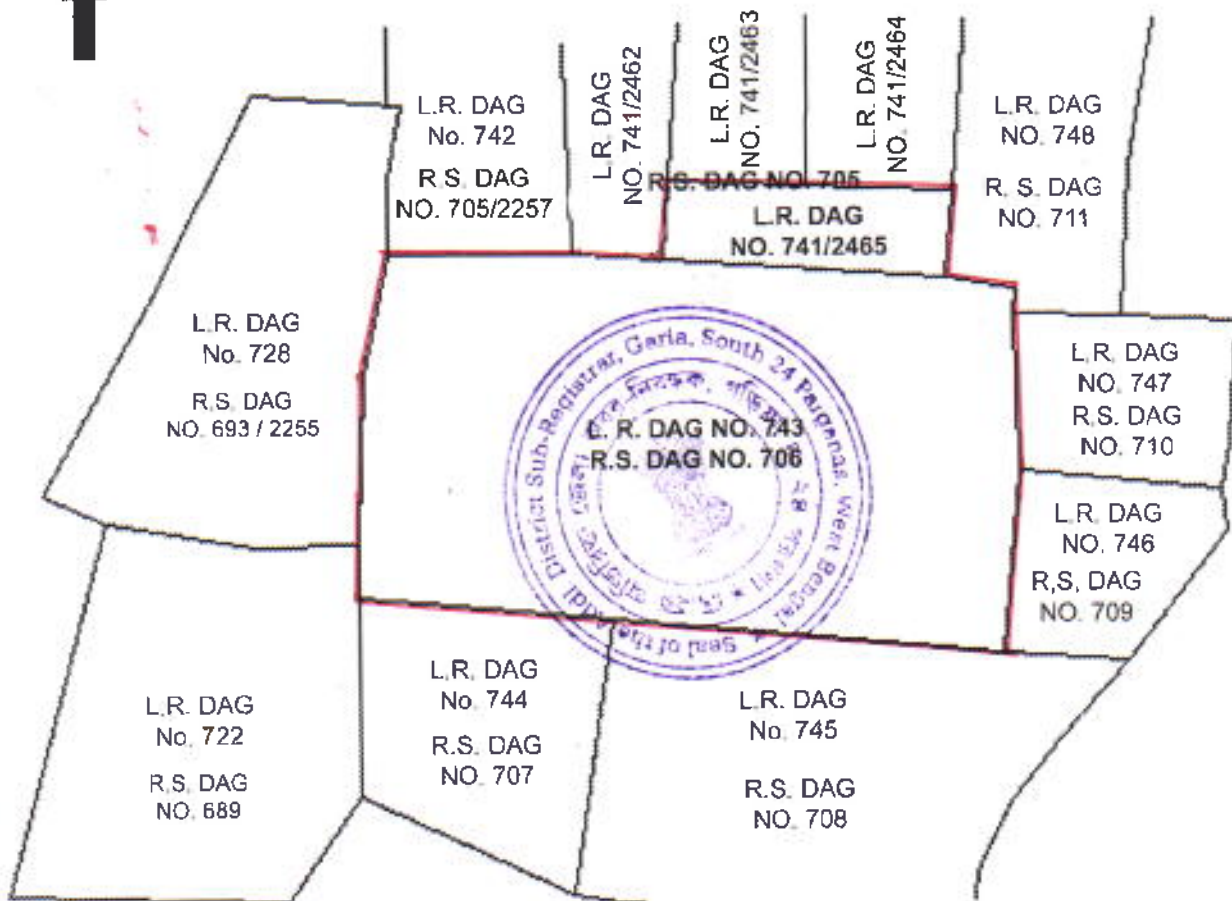 L.R. DAG
No. 742
R.S. DAG
NO. 705/2257
L.R. DAG
NO. 741/2462
L.R. DAG
NO. 741/2463
L.R. DAG
NO. 741/2464
L.R. DAG
NO. 748
R. S. DAG
NO. 711
R.S. DAG NO. 705
L.R. DAG
NO. 741/2465
L.R. DAG
No. 728
R.S. DAG
NO. 693 / 2255
L. R. DAG NO. 743
R.S. DAG NO. 706
L.R. DAG
NO. 747
R.S. DAG
NO. 710
L.R. DAG
NO. 746
R,S, DAG
NO. 709
L.R. DAG
No. 722
R.S. DAG
NO. 689
L.R. DAG
No. 744
R.S. DAG
NO. 707
L.R. DAG
No. 745
R.S. DAG
NO. 708
Seal of the Addl District Sub-Registrar, Garia, South 24 Parganas, West Bengal